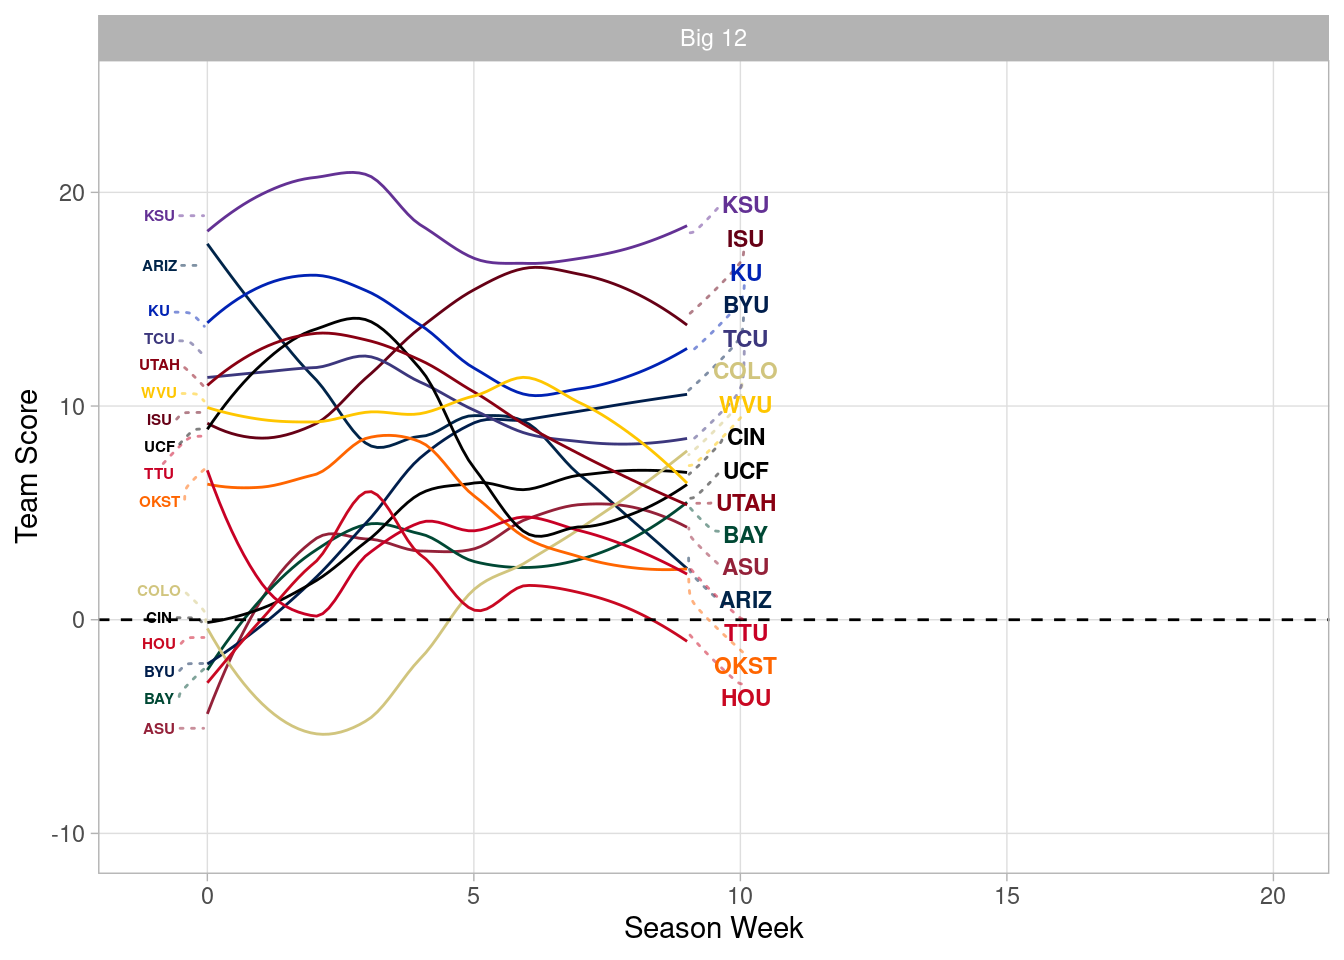 Big 12
Team Score
20
10
0
-10
KSU
ARIZ
KU
TCU
UTAH
WVU
ISU
UCF
TTU
OKST
COLO
CIN
HOU
BYU
BAY
ASU
KSU
ISU
KU
BYU
TCU
COLO
WVU
CIN
UCF
UTAH
BAY
ASU
ARIZ
TTU
OKST
HOU
0
5
10
15
20
Season Week